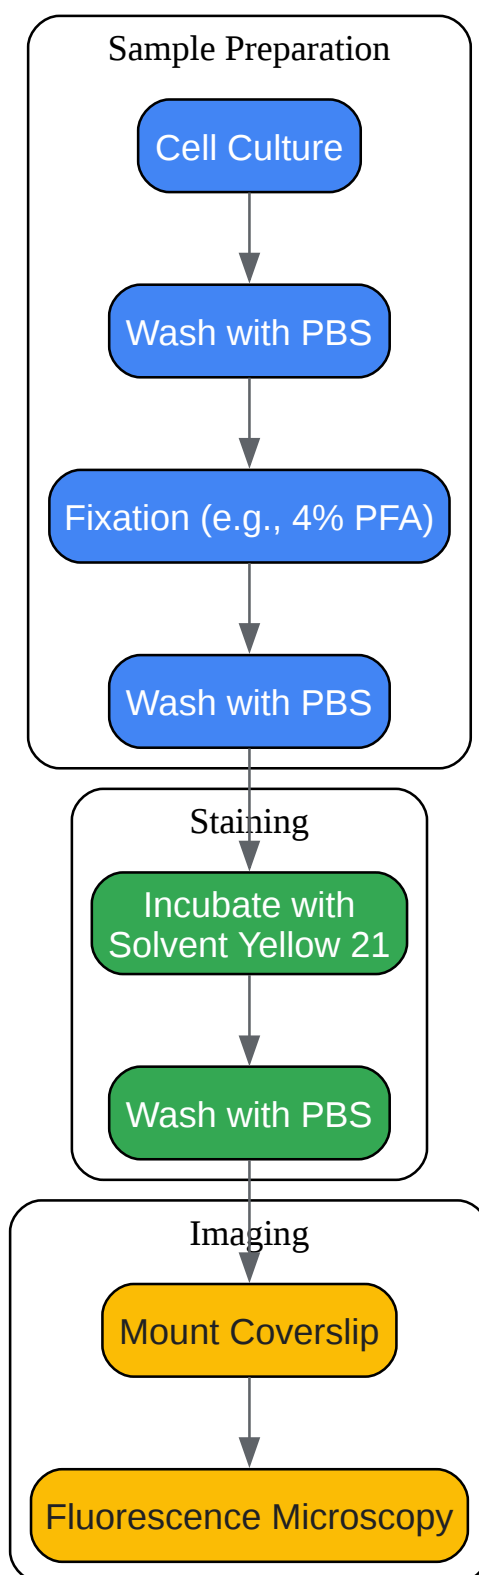 Sample Preparation
Cell Culture
Wash with PBS
Fixation (e.g., 4% PFA)
Wash with PBS
Staining
Incubate with
Solvent Yellow 21
Wash with PBS
Imaging
Mount Coverslip
Fluorescence Microscopy